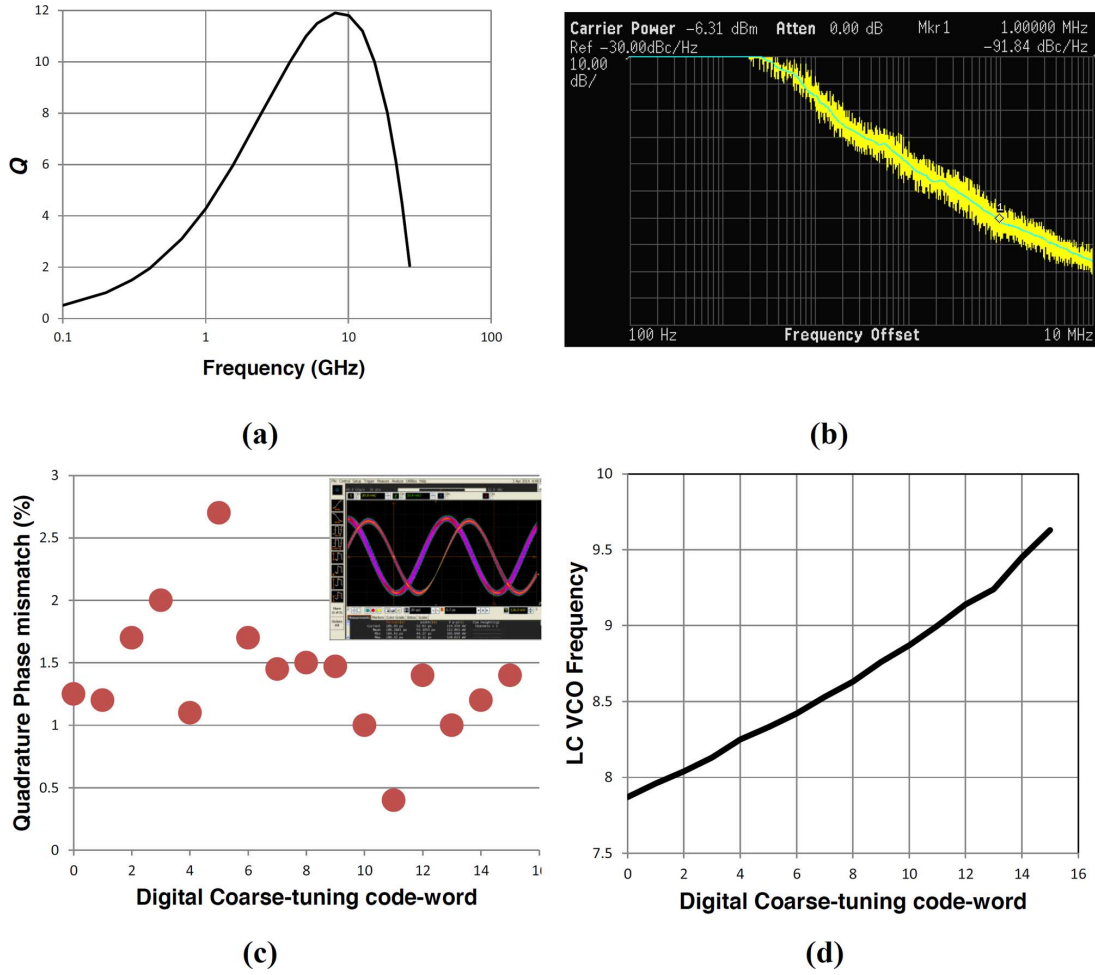 12
10
8
6
4
2
0
Q
0.1 1 10 100
Frequency (GHz)
(a)
Carrier Power -6.31 dBm Atten 0.00 dB Mkr1 1.00000 MHz
Ref -30.00dBc/Hz -91.84 dBc/Hz
10.00
dB/
1
100 Hz Frequency Offset 10 MHz
(b)
3
2.5
2
1.5
1
0.5
0
Quadrature Phase mismatch (%)
0 2 4 6 8 10 12 14 16
Digital Coarse-tuning code-word
(c)
10
9.5
9
8.5
8
7.5
LC VCO Frequency
0 2 4 6 8 10 12 14 16
Digital Coarse-tuning code-word
(d)